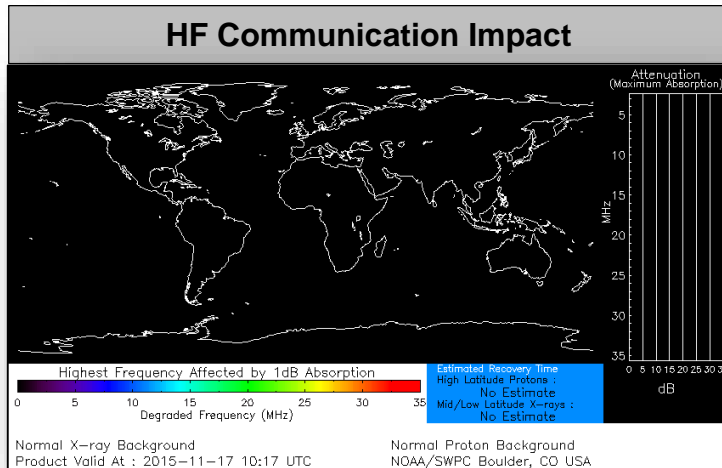 HF Communication Impact
Attenuation
(Maximum Absorption)
5
10
15
20
25
30
35
MHz
0 5 10 15 20 25 30 3
dB
Highest Frequency Affected by 1dB Absorption
0 5 10 15 20 25 30 35
Degraded Frequency (MHz)
Estimated Recovery Time
High Latitude Protons :
No Estimate
Mid/Low Latitude X-rays :
No Estimate
Normal X-ray Background
Product Valid At : 2015-11-17 10:17 UTC
Normal Proton Background
NOAA/SWPC Boulder, CO USA